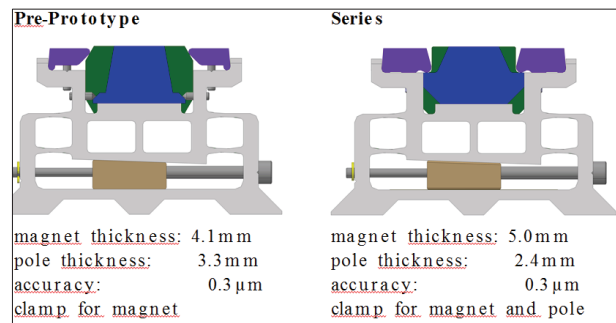 Pre-Prototype
magnet thickness: 4.1mm
pole thickness: 3.3mm
accuracy: 0.3µm
clamp for magnet
Series
magnet thickness: 5.0mm
pole thickness: 2.4mm
accuracy: 0.3µm
clamp for magnet and pole